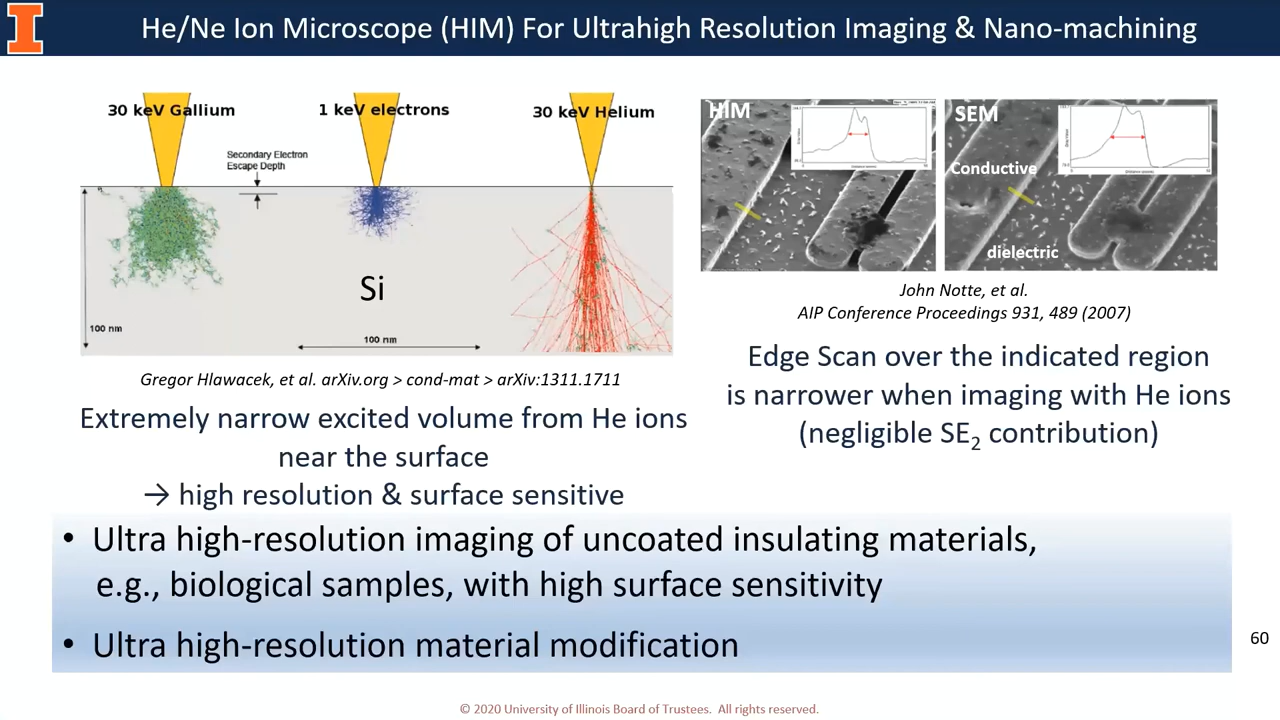 He/Ne Ion Microscope (HIM) For Ultrahigh Resolution Imaging & Nano-machining
30 keV Gallium
1 keV electrons
30 keV Helium
Secondary Electron
Escape Depth
Si
100 nm
100 nm
Gregor Hlawacek, et al. arXiv.org > cond-mat > arXiv:1311.1711
Extremely narrow excited volume from He ions
near the surface
→ high resolution & surface sensitive
HIM
SEM
Conductive
dielectric
John Notte, et al.
AIP Conference Proceedings 931, 489 (2007)
Edge Scan over the indicated region
is narrower when imaging with He ions
(negligible SE₂ contribution)
• Ultra high-resolution imaging of uncoated insulating materials,
e.g., biological samples, with high surface sensitivity
• Ultra high-resolution material modification
60
© 2020 University of Illinois Board of Trustees. All rights reserved.